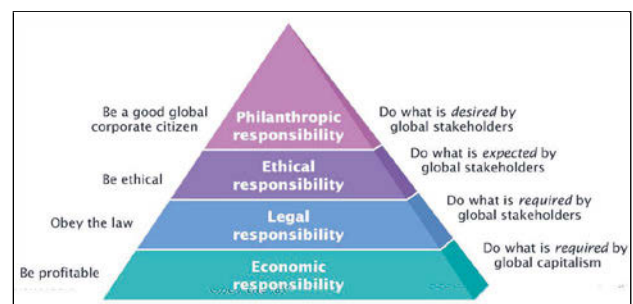 Be a good global
corporate citizen
Philanthropic
responsibility
Do what is desired by
global stakeholders
Be ethical
Ethical
responsibility
Do what is expected by
global stakeholders
Obey the law
Legal
responsibility
Do what is required by
global stakeholders
Be profitable
Economic
responsibility
Do what is required by
global capitalism